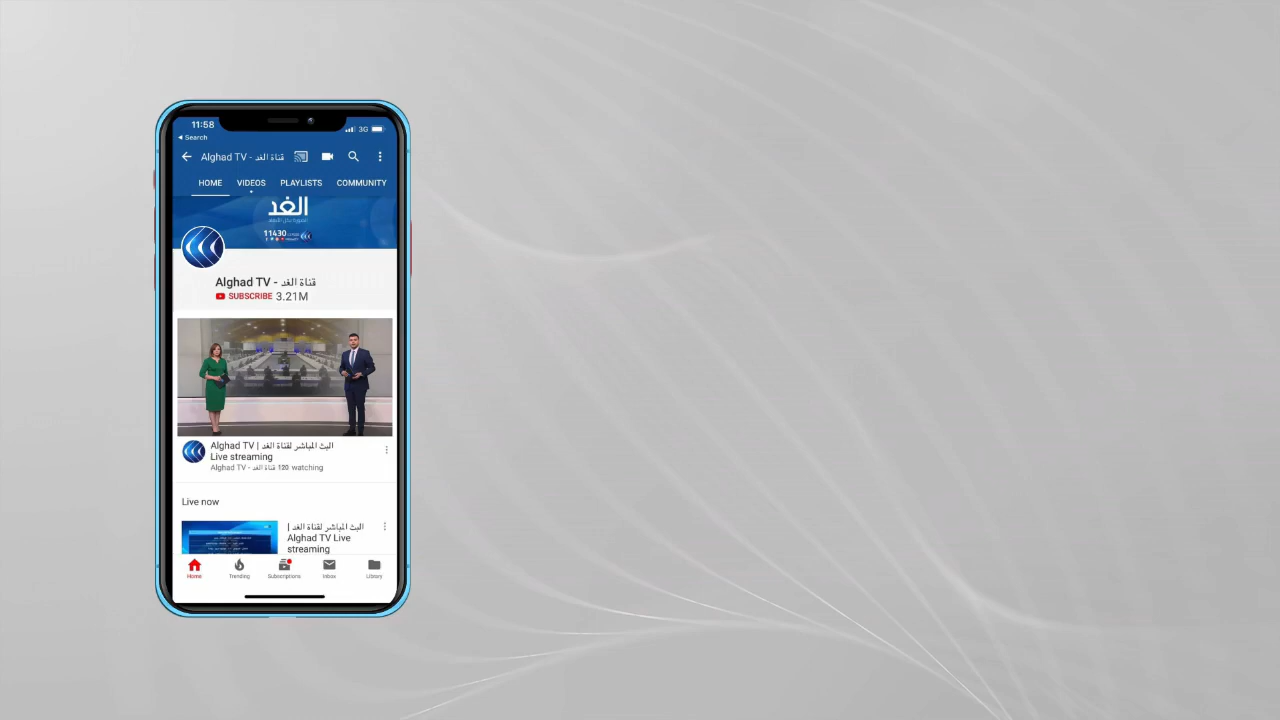 11:58
3G
Search
Alghad TV - قناة الغد
HOME VIDEOS PLAYLISTS COMMUNITY
الغد
11430
Alghad TV - قناة الغد
SUBSCRIBE 3.21M
Alghad TV | البث المباشر لقناة الغد
Live streaming
Alghad TV - قناة الغد 120 watching
Live now
البث المباشر لقناة الغد |
Alghad TV Live
streaming
Home Trending Subscriptions Inbox Library